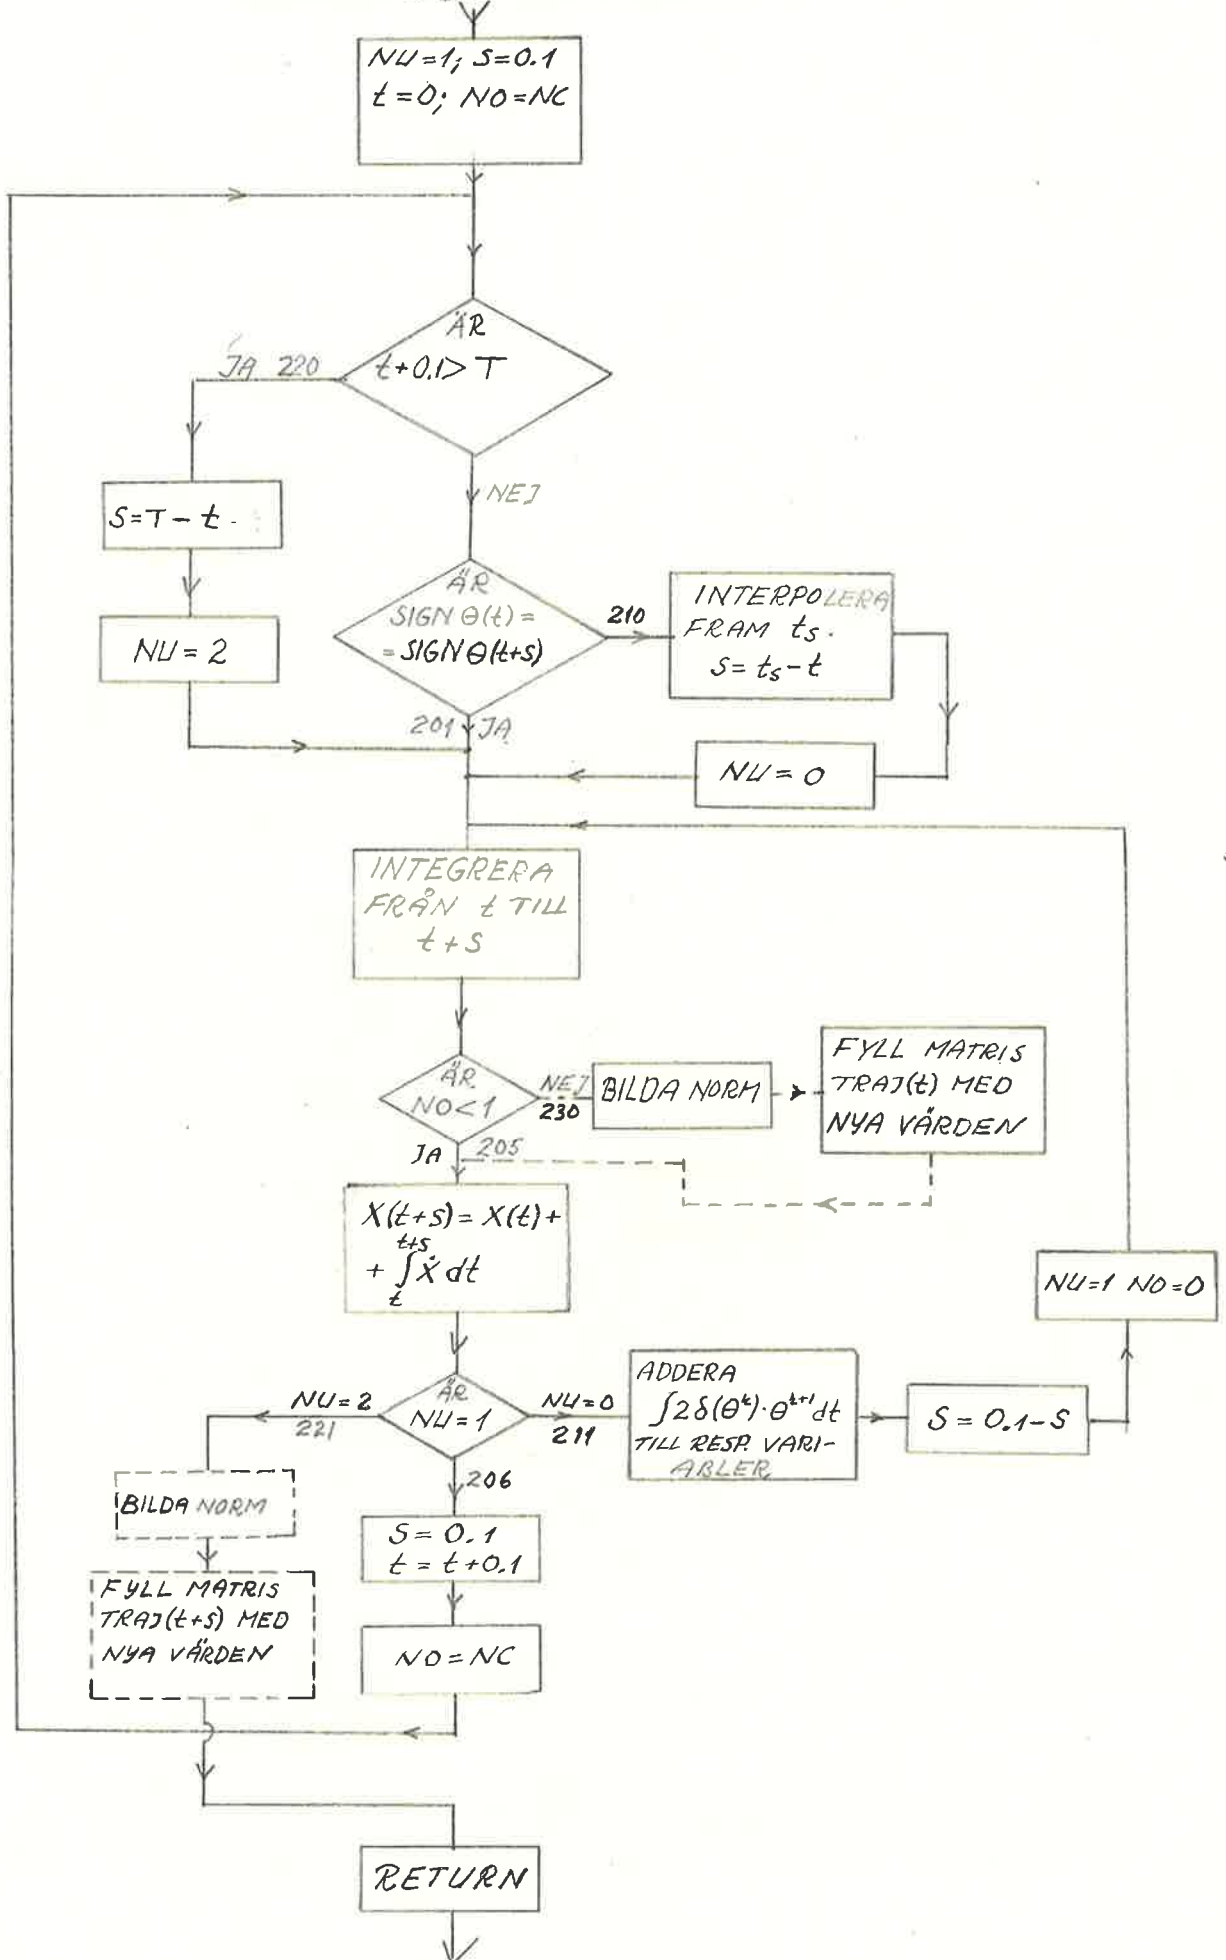 NU=1; S=0.1
t=0; NO=NC
ÄR
t+0.1> T
JA 220
NEJ
S=T-t
NU=2
ÄR
SIGN θ(t)=
=SIGN θ(t+s)
210
INTERPOLERA
FRAM ts.
S=ts-t
201 JA
NU=0
INTEGRERA
FRÅN t TILL
t+S
ÄR
NO<1
NEJ
230
BILDA NORM
FYLL MATRIS
TRAJ(t) MED
NYA VÄRDEN
JA 205
X(t+s)=X(t)+
t+s
+ ∫ẋ dt
t
NU=1 NO=0
NU=2
221
ÄR
NU=1
NU=0
211
ADDERA
∫2δ(θᵏ)·θᵏ⁺¹dt
TILL RESP. VARI-
ABLER
S=0.1-S
206
BILDA NORM
S=0.1
t=t+0.1
FYLL MATRIS
TRAJ(t+s) MED
NYA VÄRDEN
NO=NC
RETURN